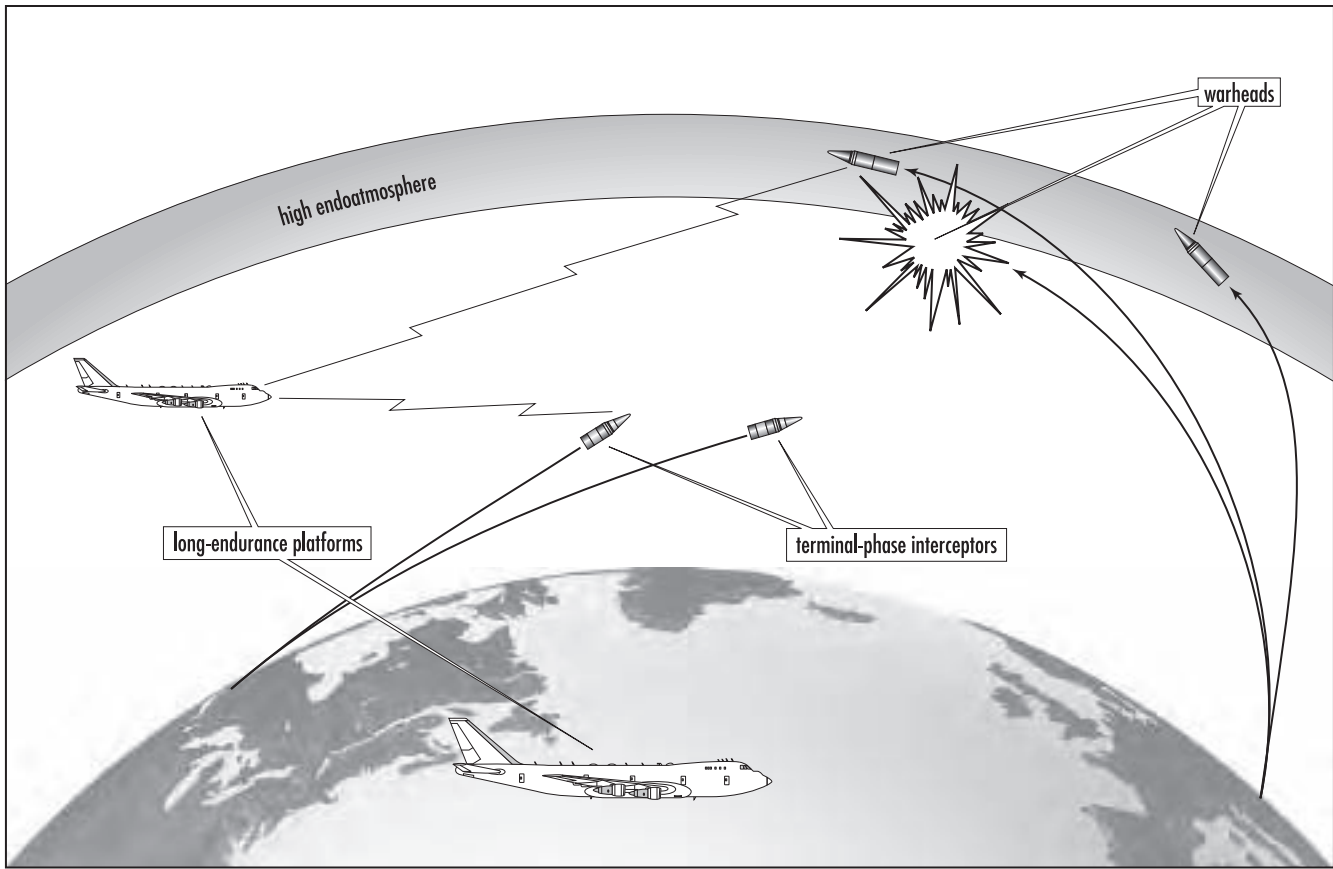 warheads
high endoatmosphere
long-endurance platforms
terminal-phase interceptors